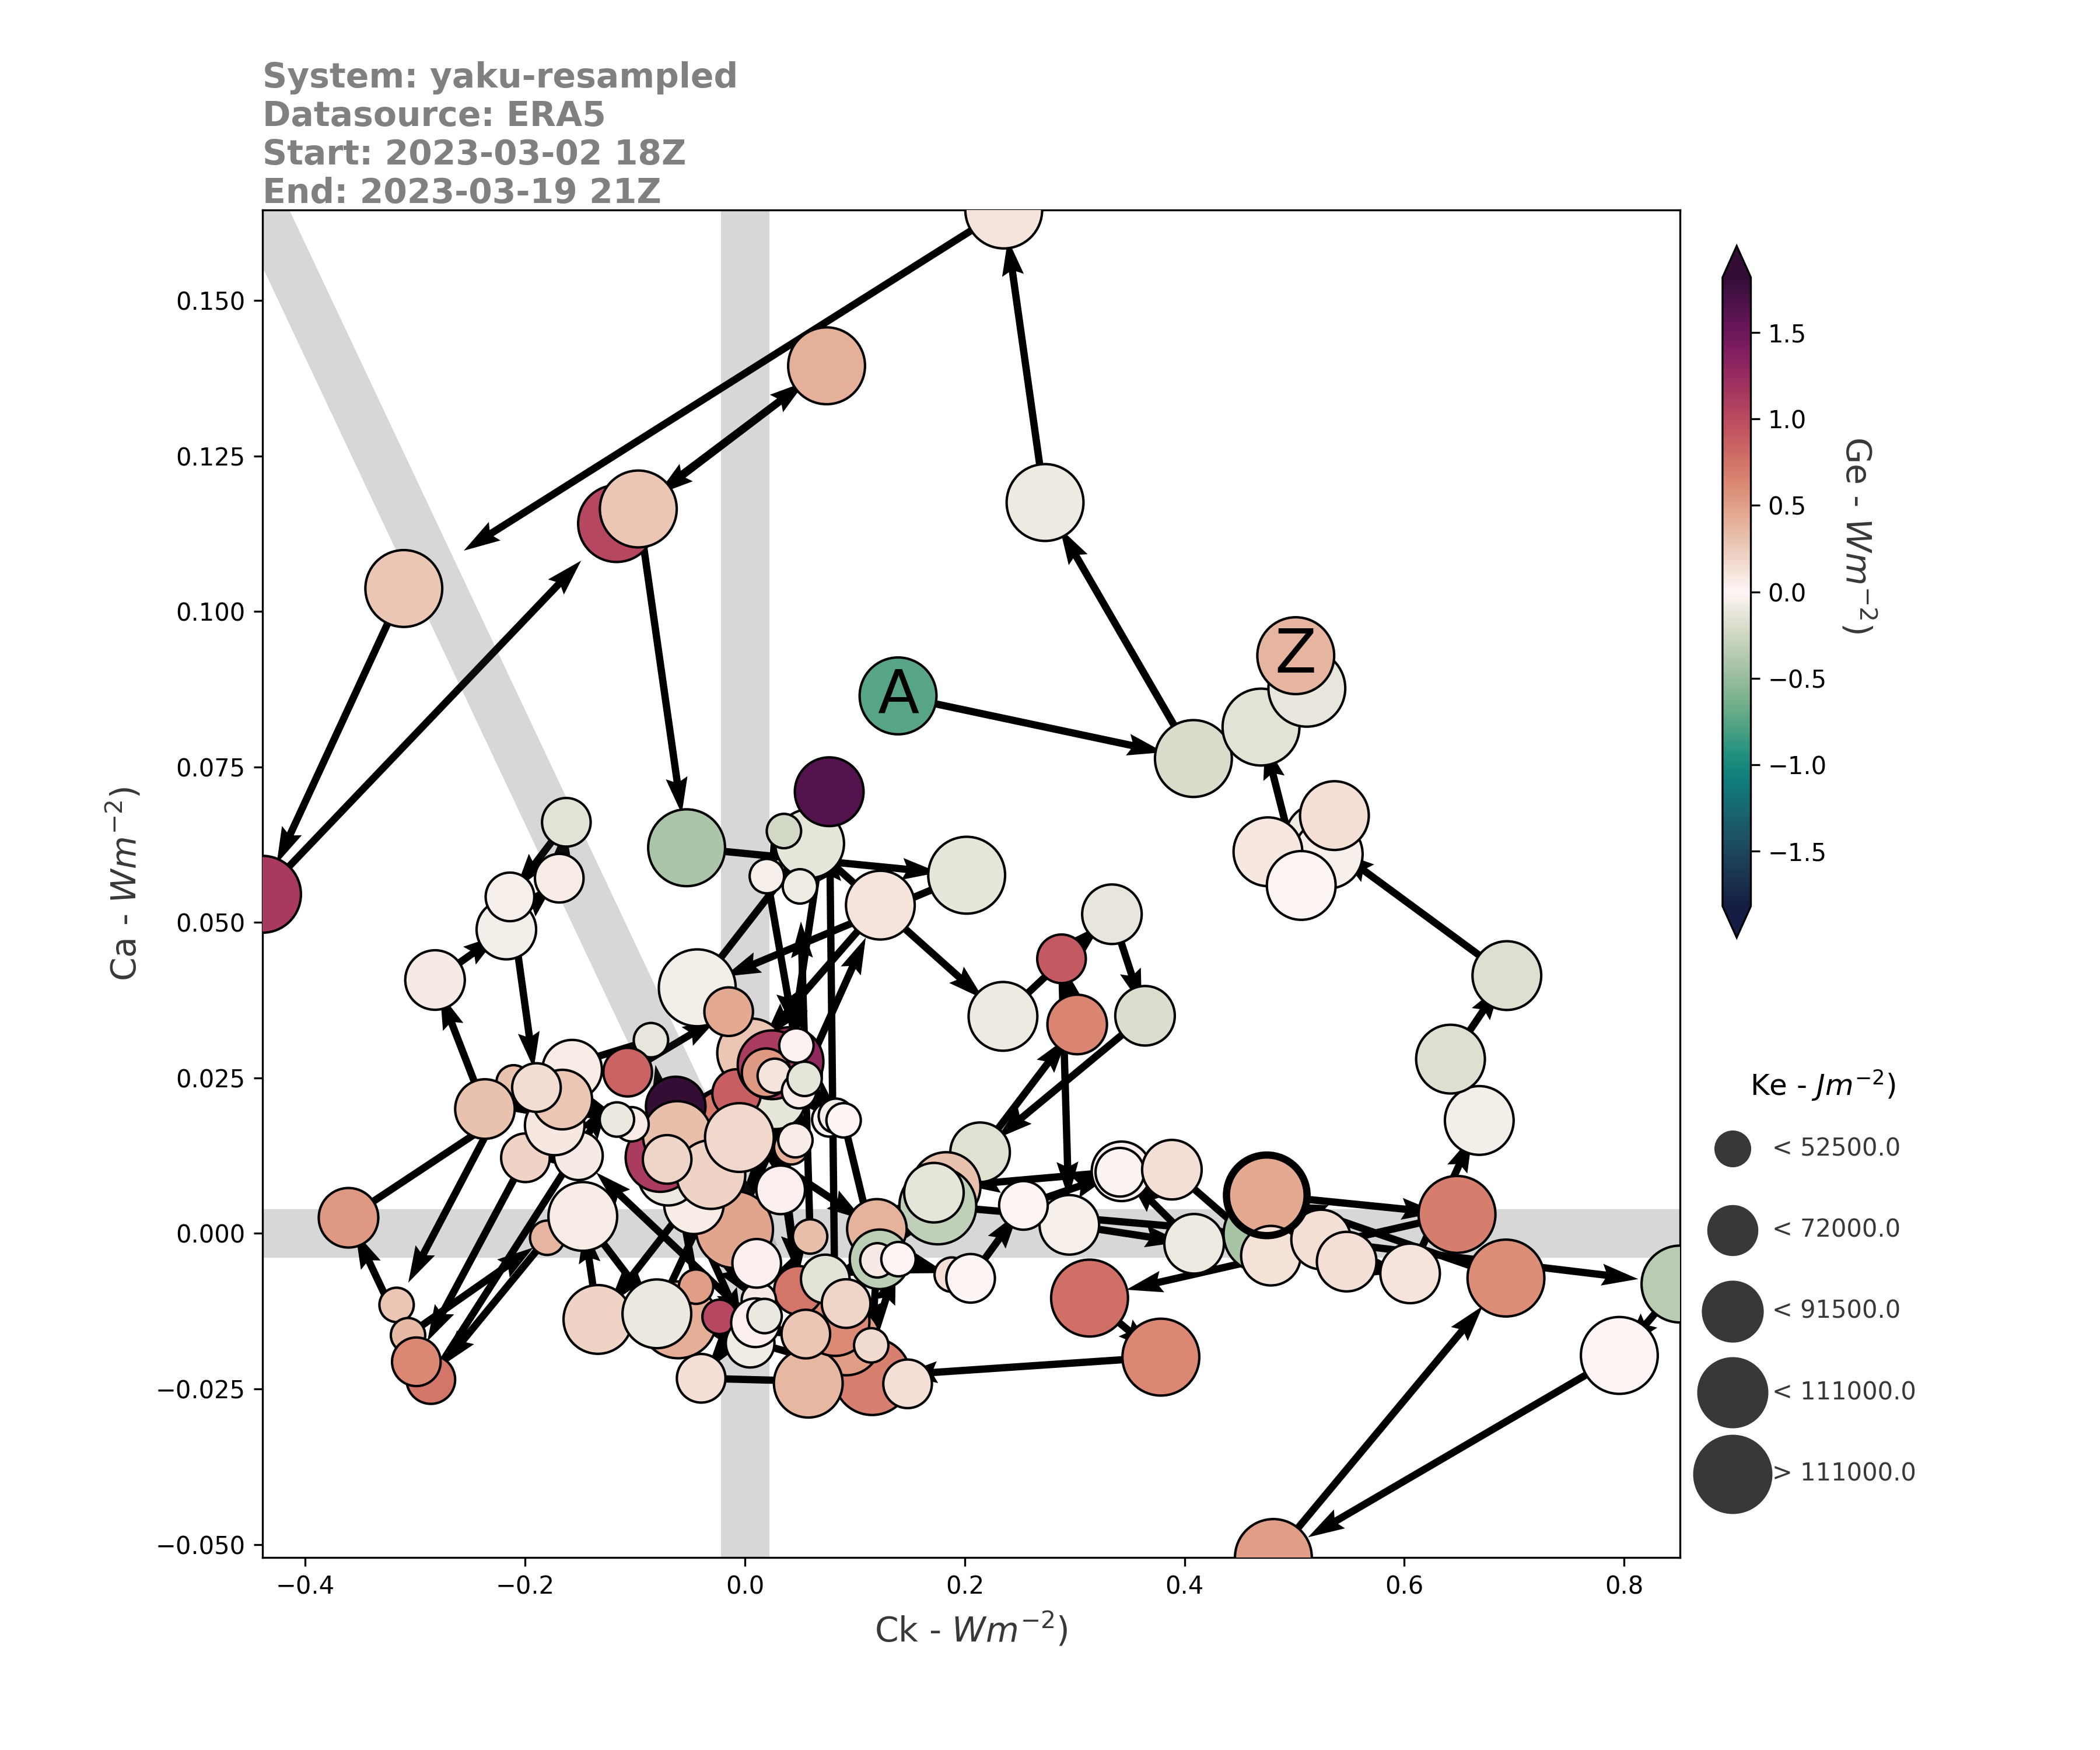 System: yaku-resampled
Datasource: ERA5
Start: 2023-03-02 18Z
End: 2023-03-19 21Z
0.150
0.125
0.100
0.075
0.050
0.025
0.000
−0.025
−0.050
Ca - Wm⁻²)
A
Z
−0.4
−0.2
0.0
0.2
0.4
0.6
0.8
Ck - Wm⁻²)
1.5
1.0
0.5
0.0
−0.5
−1.0
−1.5
Ge - Wm⁻²)
Ke - Jm⁻²)
< 52500.0
< 72000.0
< 91500.0
< 111000.0
> 111000.0